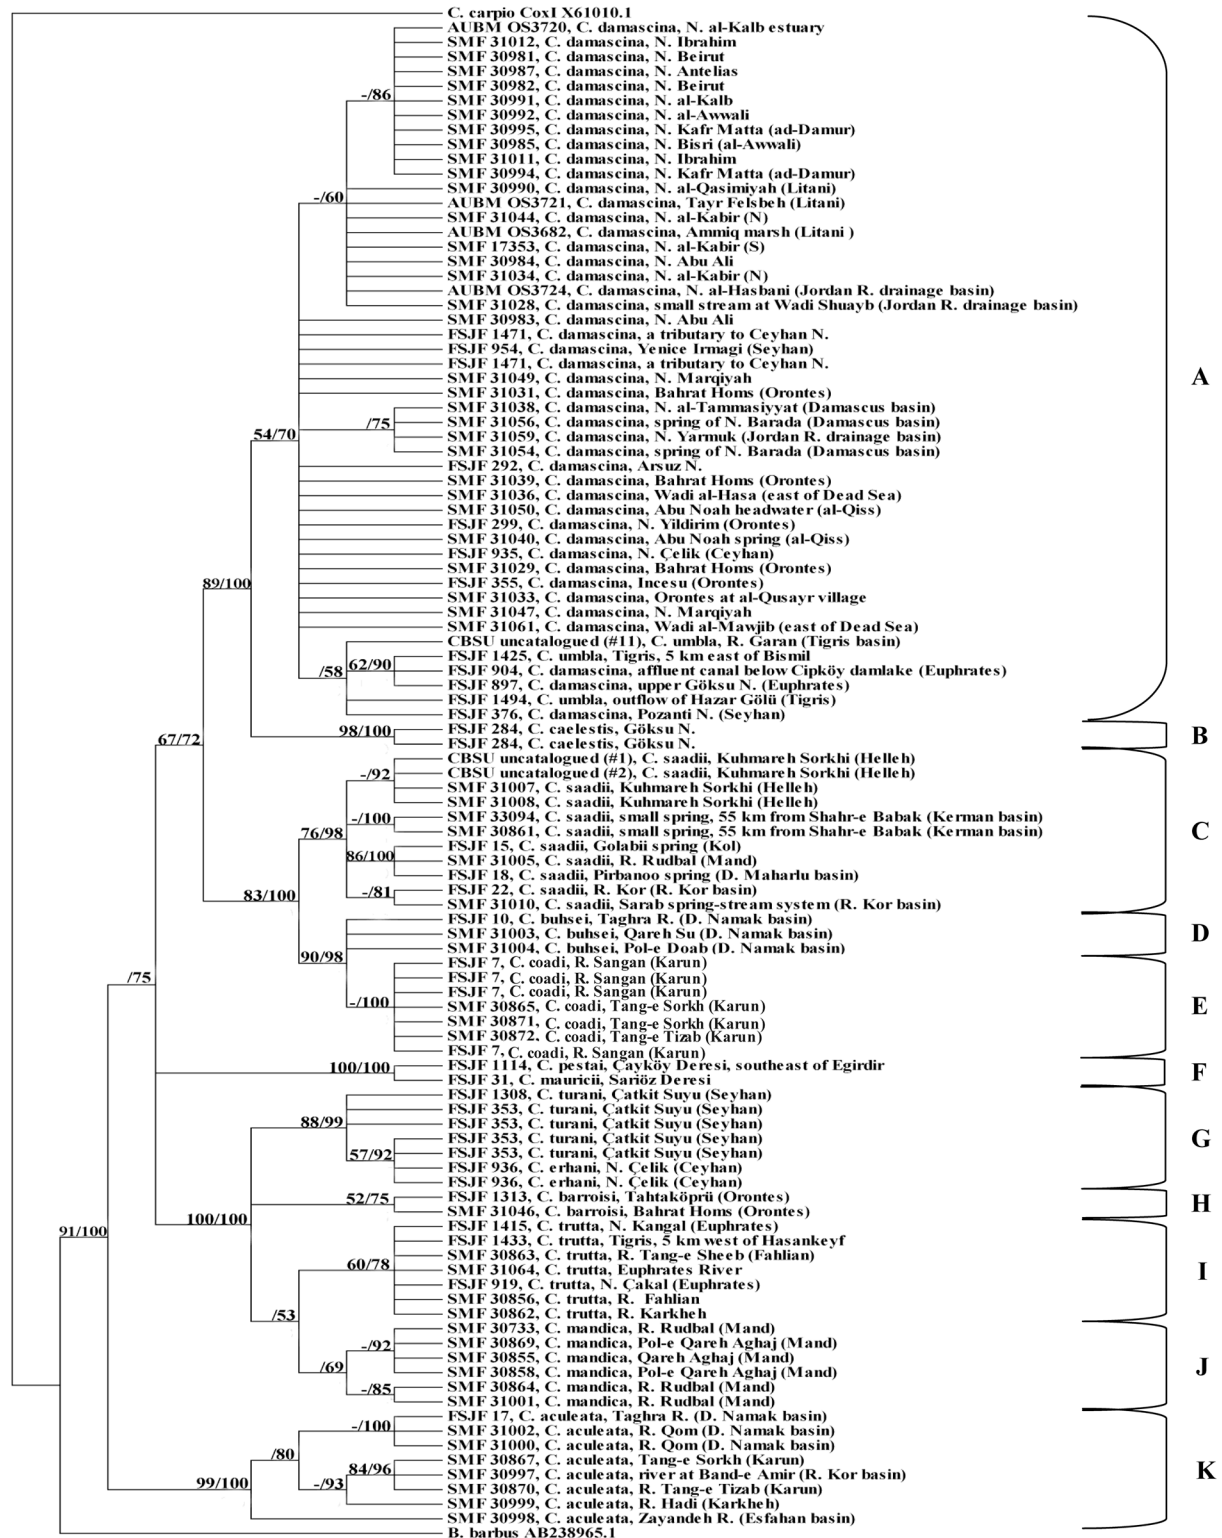 C. carpio CoxI X61010.1
AUBM OS3720, C. damascina, N. al-Kalb estuary
SMF 31012, C. damascina, N. Ibrahim
SMF 30981, C. damascina, N. Beirut
SMF 30987, C. damascina, N. Antelias
SMF 30982, C. damascina, N. Beirut
-/86
SMF 30991, C. damascina, N. al-Kalb
SMF 30992, C. damascina, N. al-Awwali
SMF 30995, C. damascina, N. Kafr Matta (ad-Damur)
SMF 30985, C. damascina, N. Bisri (al-Awwali)
SMF 31011, C. damascina, N. Ibrahim
SMF 30994, C. damascina, N. Kafr Matta (ad-Damur)
SMF 30990, C. damascina, N. al-Qasimiyah (Litani)
-/60
AUBM OS3721, C. damascina, Tayr Felsbeh (Litani)
SMF 31044, C. damascina, N. al-Kabir (N)
AUBM OS3682, C. damascina, Ammiq marsh (Litani )
SMF 17353, C. damascina, N. al-Kabir (S)
SMF 30984, C. damascina, N. Abu Ali
SMF 31034, C. damascina, N. al-Kabir (N)
AUBM OS3724, C. damascina, N. al-Hasbani (Jordan R. drainage basin)
SMF 31028, C. damascina, small stream at Wadi Shuayb (Jordan R. drainage basin)
SMF 30983, C. damascina, N. Abu Ali
FSJF 1471, C. damascina, a tributary to Ceyhan N.
FSJF 954, C. damascina, Yenice Irmagi (Seyhan)
FSJF 1471, C. damascina, a tributary to Ceyhan N.
SMF 31049, C. damascina, N. Marqiyah
A
SMF 31031, C. damascina, Bahrat Homs (Orontes)
SMF 31038, C. damascina, N. al-Tammasiyyat (Damascus basin)
/75
SMF 31056, C. damascina, spring of N. Barada (Damascus basin)
54/70
SMF 31059, C. damascina, N. Yarmuk (Jordan R. drainage basin)
SMF 31054, C. damascina, spring of N. Barada (Damascus basin)
FSJF 292, C. damascina, Arsuz N.
SMF 31039, C. damascina, Bahrat Homs (Orontes)
SMF 31036, C. damascina, Wadi al-Hasa (east of Dead Sea)
SMF 31050, C. damascina, Abu Noah headwater (al-Qiss)
FSJF 299, C. damascina, N. Yildirim (Orontes)
SMF 31040, C. damascina, Abu Noah spring (al-Qiss)
FSJF 935, C. damascina, N. Çelik (Ceyhan)
SMF 31029, C. damascina, Bahrat Homs (Orontes)
89/100
FSJF 355, C. damascina, Incesu (Orontes)
SMF 31033, C. damascina, Orontes at al-Qusayr village
SMF 31047, C. damascina, N. Marqiyah
SMF 31061, C. damascina, Wadi al-Mawjib (east of Dead Sea)
CBSU uncatalogued (#11), C. umbla, R. Garan (Tigris basin)
FSJF 1425, C. umbla, Tigris, 5 km east of Bismil
/58
62/90
FSJF 904, C. damascina, affluent canal below Cipköy damlake (Euphrates)
FSJF 897, C. damascina, upper Göksu N. (Euphrates)
FSJF 1494, C. umbla, outflow of Hazar Gölü (Tigris)
FSJF 376, C. damascina, Pozanti N. (Seyhan)
98/100
FSJF 284, C. caelestis, Göksu N.
B
67/72
FSJF 284, C. caelestis, Göksu N.
CBSU uncatalogued (#1), C. saadii, Kuhmareh Sorkhi (Helleh)
-/92
CBSU uncatalogued (#2), C. saadii, Kuhmareh Sorkhi (Helleh)
SMF 31007, C. saadii, Kuhmareh Sorkhi (Helleh)
SMF 31008, C. saadii, Kuhmareh Sorkhi (Helleh)
-/100
SMF 33094, C. saadii, small spring, 55 km from Shahr-e Babak (Kerman basin)
76/98
SMF 30861, C. saadii, small spring, 55 km from Shahr-e Babak (Kerman basin)
C
FSJF 15, C. saadii, Golabii spring (Kol)
86/100
SMF 31005, C. saadii, R. Rudbal (Mand)
FSJF 18, C. saadii, Pirbanoo spring (D. Maharlu basin)
-/81
FSJF 22, C. saadii, R. Kor (R. Kor basin)
83/100
SMF 31010, C. saadii, Sarab spring-stream system (R. Kor basin)
FSJF 10, C. buhsei, Taghra R. (D. Namak basin)
SMF 31003, C. buhsei, Qareh Su (D. Namak basin)
D
SMF 31004, C. buhsei, Pol-e Doab (D. Namak basin)
90/98
FSJF 7, C. coadi, R. Sangan (Karun)
/75
FSJF 7, C. coadi, R. Sangan (Karun)
FSJF 7, C. coadi, R. Sangan (Karun)
-/100
SMF 30865, C. coadi, Tang-e Sorkh (Karun)
E
SMF 30871, C. coadi, Tang-e Sorkh (Karun)
SMF 30872, C. coadi, Tang-e Tizab (Karun)
FSJF 7, C. coadi, R. Sangan (Karun)
100/100
FSJF 1114, C. pestai, Çayköy Deresi, southeast of Egirdir
F
FSJF 31, C. mauricii, Sariöz Deresi
FSJF 1308, C. turani, Çatkit Suyu (Seyhan)
FSJF 353, C. turani, Çatkit Suyu (Seyhan)
88/99
FSJF 353, C. turani, Çatkit Suyu (Seyhan)
FSJF 353, C. turani, Çatkit Suyu (Seyhan)
G
57/92
FSJF 353, C. turani, Çatkit Suyu (Seyhan)
FSJF 936, C. erhani, N. Çelik (Ceyhan)
FSJF 936, C. erhani, N. Çelik (Ceyhan)
52/75
FSJF 1313, C. barroisi, Tahtaköprü (Orontes)
H
SMF 31046, C. barroisi, Bahrat Homs (Orontes)
100/100
FSJF 1415, C. trutta, N. Kangal (Euphrates)
91/100
FSJF 1433, C. trutta, Tigris, 5 km west of Hasankeyf
SMF 30863, C. trutta, R. Tang-e Sheeb (Fahlian)
60/78
SMF 31064, C. trutta, Euphrates River
I
FSJF 919, C. trutta, N. Çakal (Euphrates)
SMF 30856, C. trutta, R. Fahlian
/53
SMF 30862, C. trutta, R. Karkheh
SMF 30733, C. mandica, R. Rudbal (Mand)
-/92
SMF 30869, C. mandica, Pol-e Qareh Aghaj (Mand)
SMF 30855, C. mandica, Qareh Aghaj (Mand)
/69
SMF 30858, C. mandica, Pol-e Qareh Aghaj (Mand)
J
-/85
SMF 30864, C. mandica, R. Rudbal (Mand)
SMF 31001, C. mandica, R. Rudbal (Mand)
FSJF 17, C. aculeata, Taghra R. (D. Namak basin)
-/100
SMF 31002, C. aculeata, R. Qom (D. Namak basin)
SMF 31000, C. aculeata, R. Qom (D. Namak basin)
/80
SMF 30867, C. aculeata, Tang-e Sorkh (Karun)
84/96
SMF 30997, C. aculeata, river at Band-e Amir (R. Kor basin)
K
99/100
-/93
SMF 30870, C. aculeata, R. Tang-e Tizab (Karun)
SMF 30999, C. aculeata, R. Hadi (Karkheh)
SMF 30998, C. aculeata, Zayandeh R. (Esfahan basin)
B. barbus AB238965.1